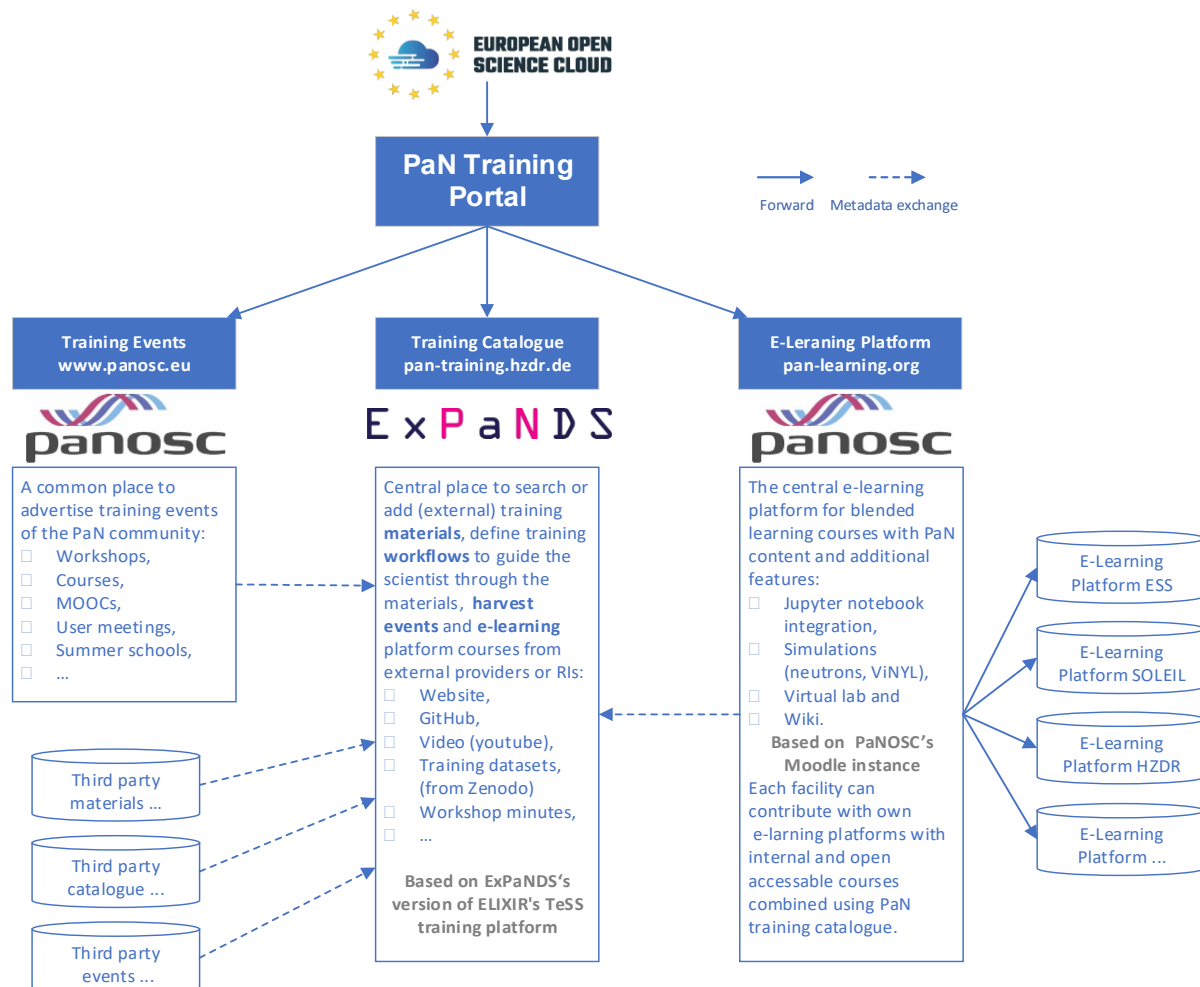 EUROPEAN OPEN
SCIENCE CLOUD
PaN Training
Portal
Forward
Metadata exchange
Training Events
www.panosc.eu
panosc
A common place to
advertise training events
of the PaN community:
Workshops,
Courses,
MOOCs,
User meetings,
Summer schools,
...
Third party
materials ...
Third party
catalogue ...
Third party
events ...
Training Catalogue
pan-training.hzdr.de
ExPaNDS
Central place to search or
add (external) training
materials, define training
workflows to guide the
scientist through the
materials, harvest
events and e-learning
platform courses from
external providers or RIs:
Website,
GitHub,
Video (youtube),
Training datasets,
(from Zenodo)
Workshop minutes,
...
Based on ExPaNDS‘s
version of ELIXIR's TeSS
training platform
E-Leraning Platform
pan-learning.org
panosc
The central e-learning
platform for blended
learning courses with PaN
content and additional
features:
Jupyter notebook
integration,
Simulations
(neutrons, ViNYL),
Virtual lab and
Wiki.
Based on PaNOSC’s
Moodle instance
Each facility can
contribute with own
e-larning platforms with
internal and open
accessable courses
combined using PaN
training catalogue.
E-Learning
Platform ESS
E-Learning
Platform SOLEIL
E-Learning
Platform HZDR
E-Learning
Platform ...